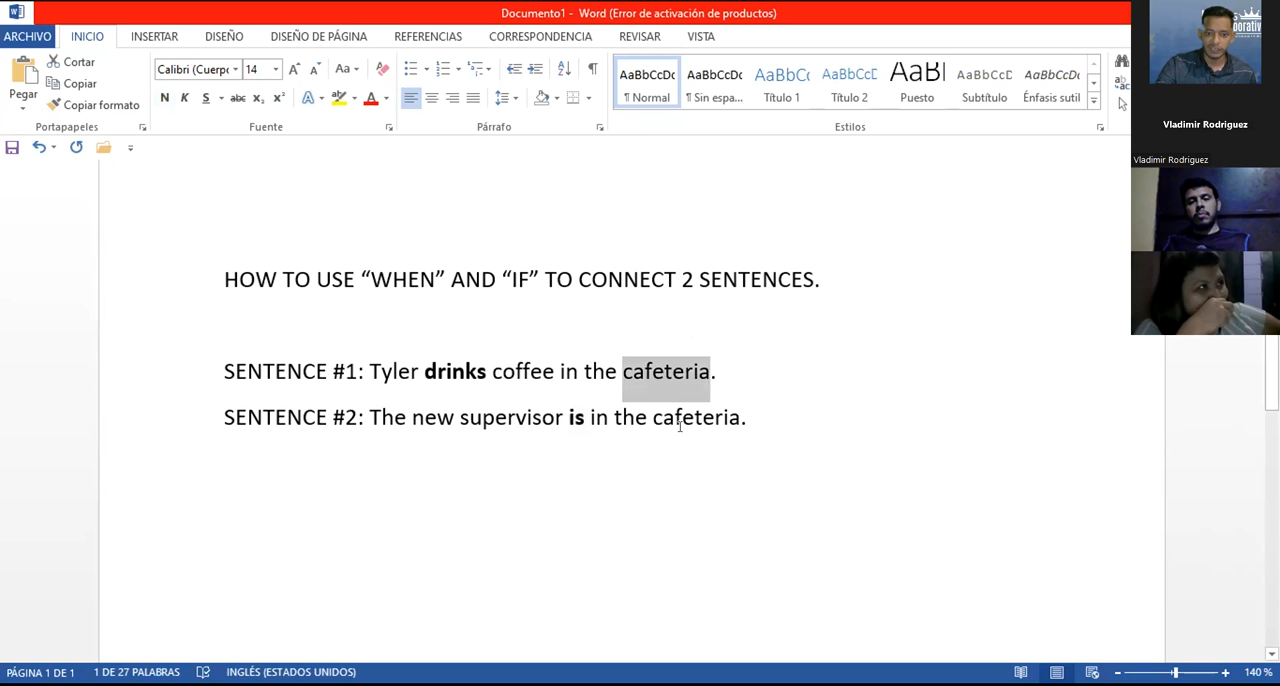 Documento1 - Word (Error de activación de productos)
ARCHIVO INICIO INSERTAR DISEÑO DISEÑO DE PÁGINA REFERENCIAS CORRESPONDENCIA REVISAR VISTA
Pegar
Cortar
Copiar
Copiar formato
Portapapeles
Calibri (Cuerpo 14
Fuente
Párrafo
AaBbCcDc AaBbCcDc AaBbCc AaBbCcD AaBb AaBbCcD AaBbCcDc
¶ Normal ¶ Sin espa... Título 1 Título 2 Puesto Subtítulo Énfasis sutil
Estilos
Vladimir Rodriguez
Vladimir Rodriguez
HOW TO USE “WHEN” AND “IF” TO CONNECT 2 SENTENCES.
SENTENCE #1: Tyler drinks coffee in the cafeteria.
SENTENCE #2: The new supervisor is in the cafeteria.
PÁGINA 1 DE 1 1 DE 27 PALABRAS INGLÉS (ESTADOS UNIDOS) 140 %